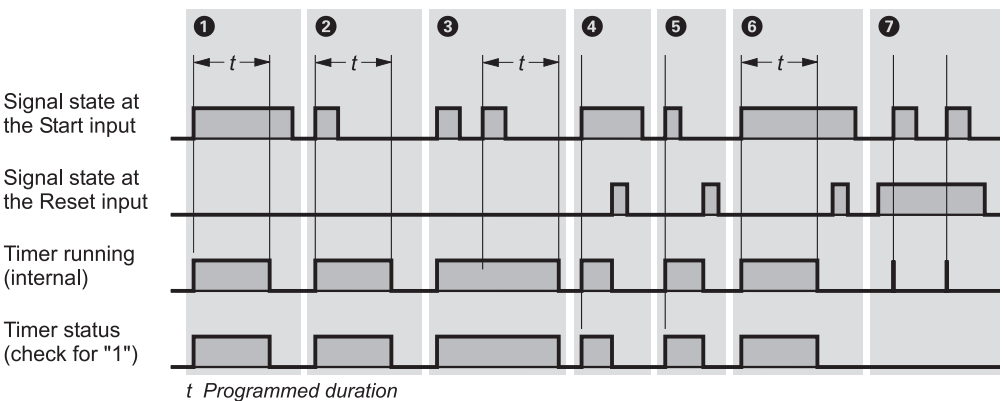 1 2 3 4 5 6 7
t t t t
Signal state at
the Start input
Signal state at
the Reset input
Timer running
(internal)
Timer status
(check for "1")
t Programmed duration